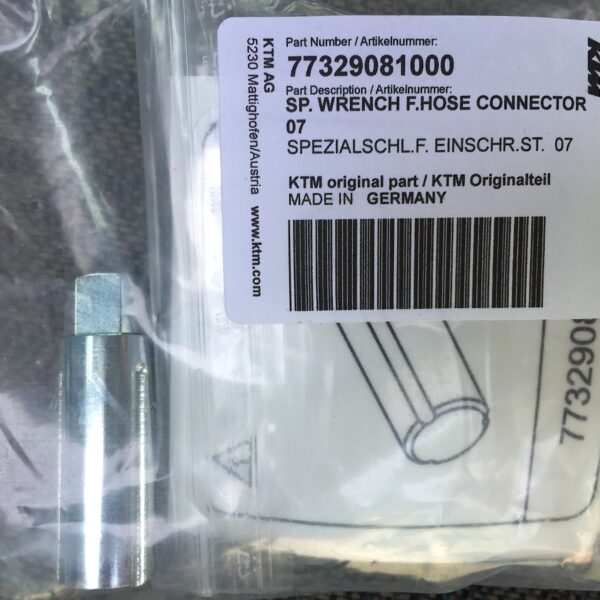 KTM AG
5230 Mattighofen/Austria www.ktm.com
Part Number / Artikelnummer:
77329081000
Part Description / Artikelnummer:
SP. WRENCH F.HOSE CONNECTOR
07
SPEZIALSCHL.F. EINSCHR.ST. 07
KTM original part / KTM Originalteil
MADE IN GERMANY
KTM
7732908